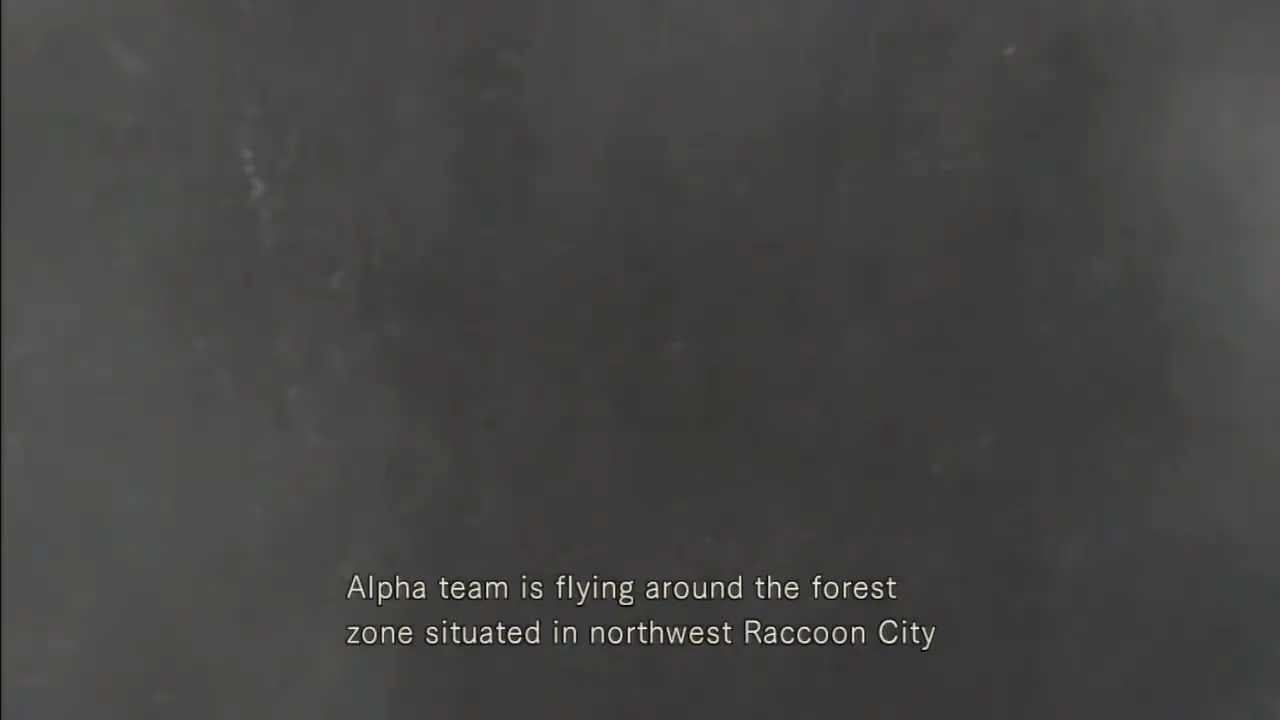 Alpha team is flying around the forest
zone situated in northwest Raccoon City